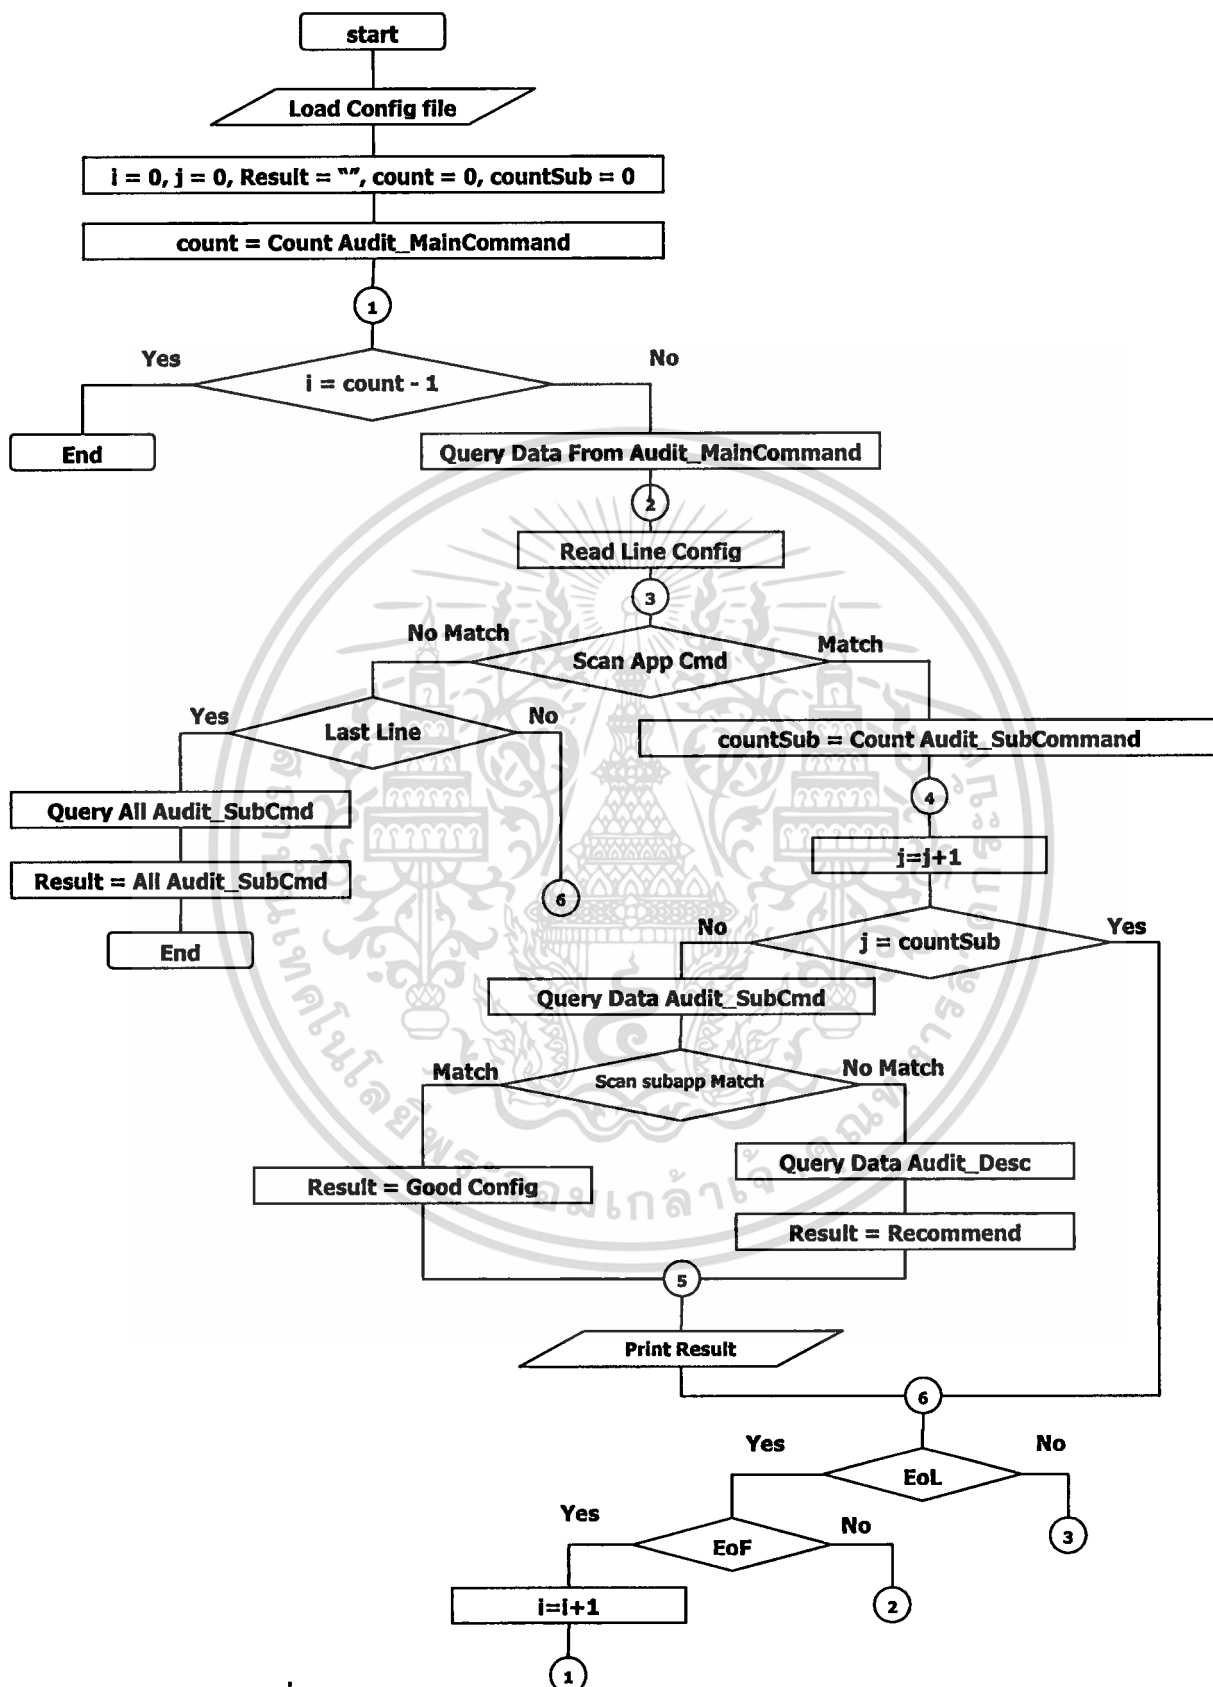 start
Load Config file
i = 0, j = 0, Result = “”, count = 0, countSub = 0
count = Count Audit_MainCommand
1
Yes
No
i = count - 1
End
Query Data From Audit_MainCommand
2
Read Line Config
3
No Match
Match
Scan App Cmd
Yes
No
Last Line
countSub = Count Audit_SubCommand
Query All Audit_SubCmd
4
Result = All Audit_SubCmd
j=j+1
6
No
Yes
j = countSub
End
Query Data Audit_SubCmd
Match
No Match
Scan subapp Match
Query Data Audit_Desc
Result = Good Config
Result = Recommend
5
Print Result
6
Yes
No
EoL
Yes
No
3
EoF
i=i+1
2
1